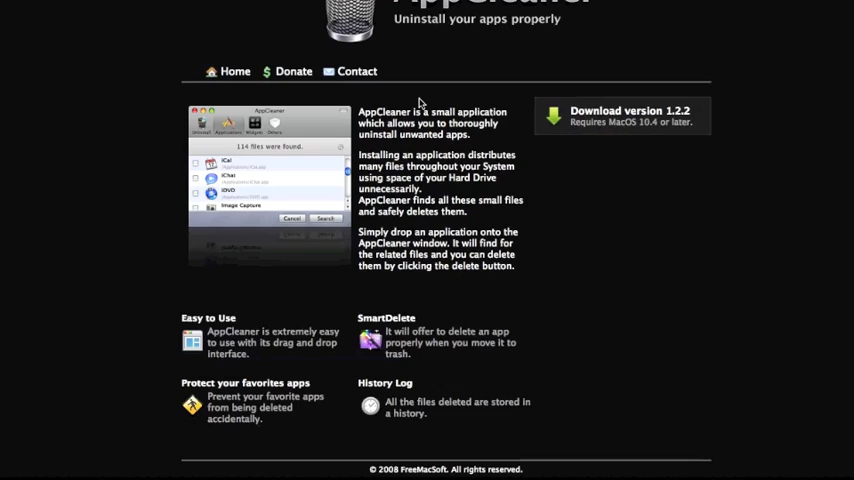 AppCleaner
Uninstall your apps properly
Home
Donate
Contact
AppCleaner
Uninstall
Applications
Widgets
Others
114 files were found.
iCal
iChat
iDVD
Image Capture
Cancel
Search
AppCleaner is a small application
which allows you to thoroughly
uninstall unwanted apps.
Installing an application distributes
many files throughout your System
using space of your Hard Drive
unnecessarily.
AppCleaner finds all these small files
and safely deletes them.
Simply drop an application onto the
AppCleaner window. It will find for
the related files and you can delete
them by clicking the delete button.
Download version 1.2.2
Requires MacOS 10.4 or later.
Easy to Use
AppCleaner is extremely easy
to use with its drag and drop
interface.
SmartDelete
It will offer to delete an app
properly when you move it to
trash.
Protect your favorites apps
Prevent your favorite apps
from being deleted
accidentally.
History Log
All the files deleted are stored in
a history.
© 2008 FreeMacSoft. All rights reserved.